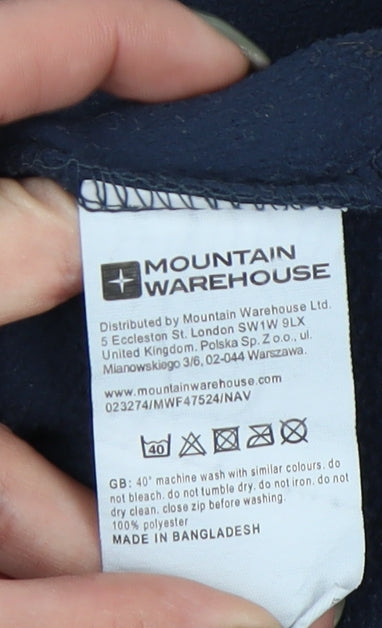 MOUNTAIN
WAREHOUSE
Distributed by Mountain Warehouse Ltd.
5 Eccleston St. London SW1W 9LX
United Kingdom. Polska Sp. Z o.o., ul.
Mianowskiego 3/6, 02-044 Warszawa.
www.mountainwarehouse.com
023274/MWF47524/NAV
40
GB: 40° machine wash with similar colours. do
not bleach. do not tumble dry. do not iron. do not
dry clean. close zip before washing.
100% polyester
MADE IN BANGLADESH